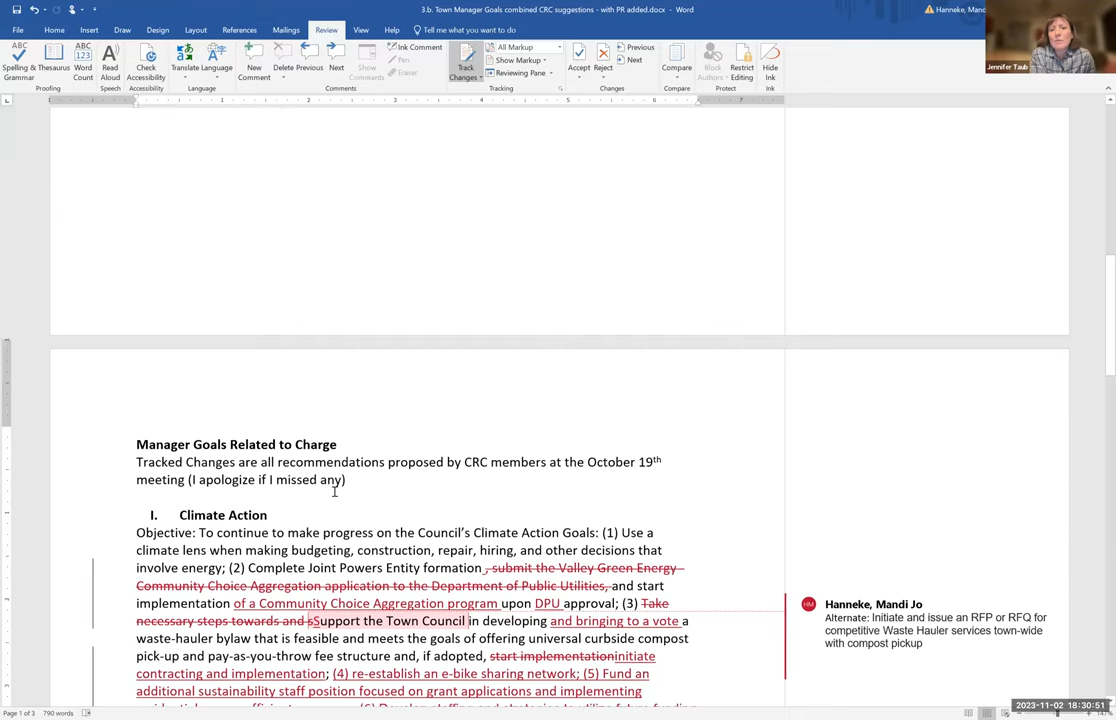 3.b. Town Manager Goals combined CRC suggestions - with PR added.docx - Word
Hanneke, Mandi
File Home Insert Draw Design Layout References Mailings Review View Help Tell me what you want to do
Jennifer Taub
Spelling & Grammar
Thesaurus
Word Count
Read Aloud
Check Accessibility
Translate
Language
New Comment
Delete
Previous
Next
Show Comments
Ink Comment
Pen
Eraser
Track Changes
All Markup
Show Markup
Reviewing Pane
Accept
Reject
Previous
Next
Compare
Block Authors
Restrict Editing
Hide Ink
Proofing
Speech
Accessibility
Language
Comments
Tracking
Changes
Compare
Protect
Ink
1 2 3 4 5 6 7
Manager Goals Related to Charge
Tracked Changes are all recommendations proposed by CRC members at the October 19th
meeting (I apologize if I missed any)
I. Climate Action
Objective: To continue to make progress on the Council's Climate Action Goals: (1) Use a
climate lens when making budgeting, construction, repair, hiring, and other decisions that
involve energy; (2) Complete Joint Powers Entity formation , submit the Valley Green Energy
Community Choice Aggregation application to the Department of Public Utilities, and start
implementation of a Community Choice Aggregation program upon DPU approval; (3) Take
necessary steps towards and sSupport the Town Council in developing and bringing to a vote a
waste-hauler bylaw that is feasible and meets the goals of offering universal curbside compost
pick-up and pay-as-you-throw fee structure and, if adopted, start implementationinitiate
contracting and implementation; (4) re-establish an e-bike sharing network; (5) Fund an
additional sustainability staff position focused on grant applications and implementing
Hanneke, Mandi Jo
Alternate: Initiate and issue an RFP or RFQ for
competitive Waste Hauler services town-wide
with compost pickup
Page 1 of 3 790 words
2023-11-02 18:30:51